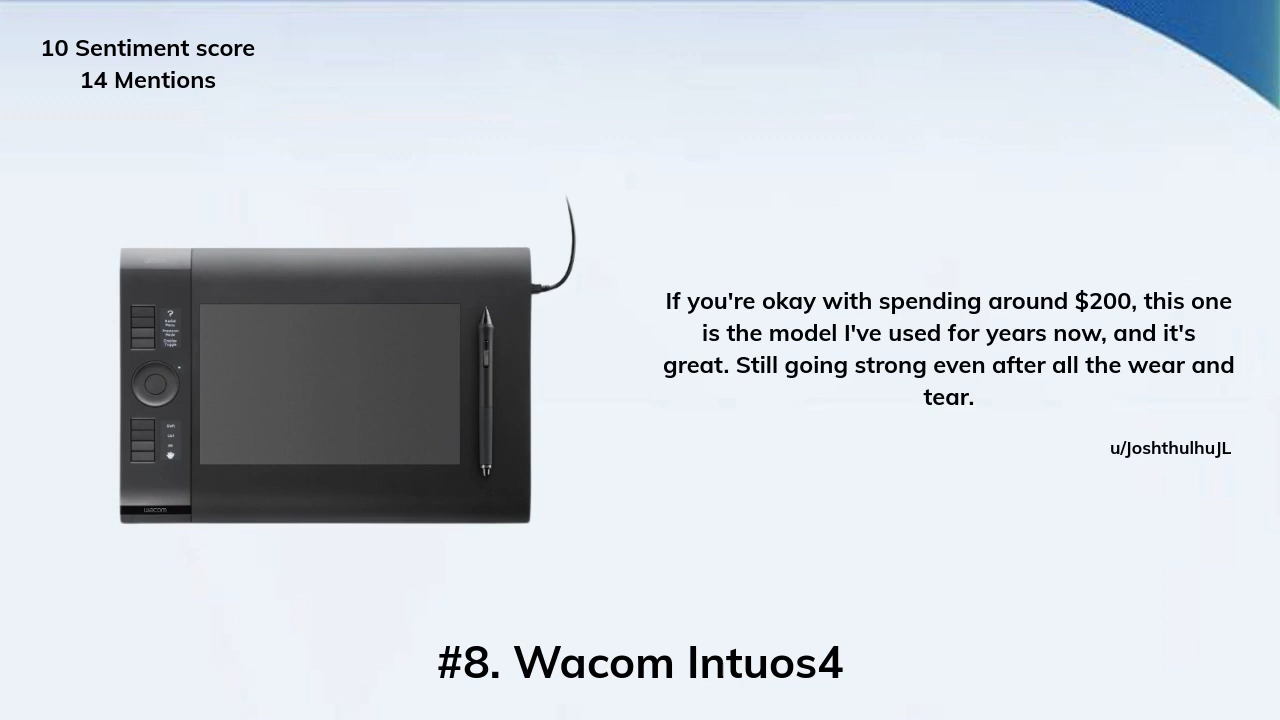 10 Sentiment score
14 Mentions
?
wacom
If you're okay with spending around $200, this one
is the model I've used for years now, and it's
great. Still going strong even after all the wear and
tear.
u/JoshthulhuJL
#8. Wacom Intuos4